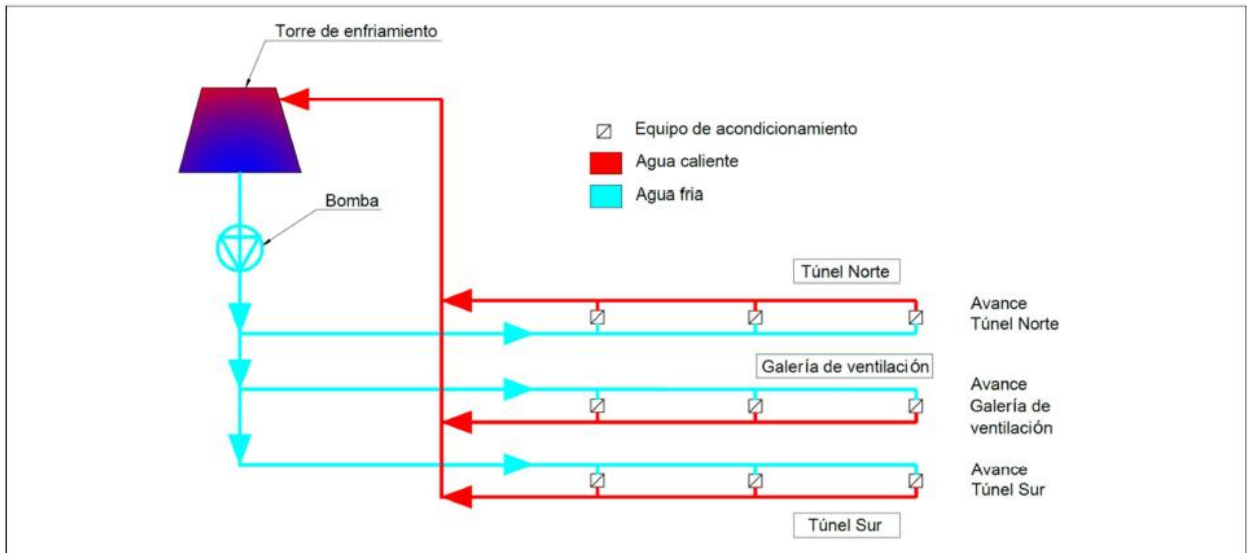 Torre de enfriamiento
Bomba
Equipo de acondicionamiento
Agua caliente
Agua fria
Túnel Norte
Avance
Túnel Norte
Galería de ventilación
Avance
Galería de
ventilación
Avance
Túnel Sur
Túnel Sur